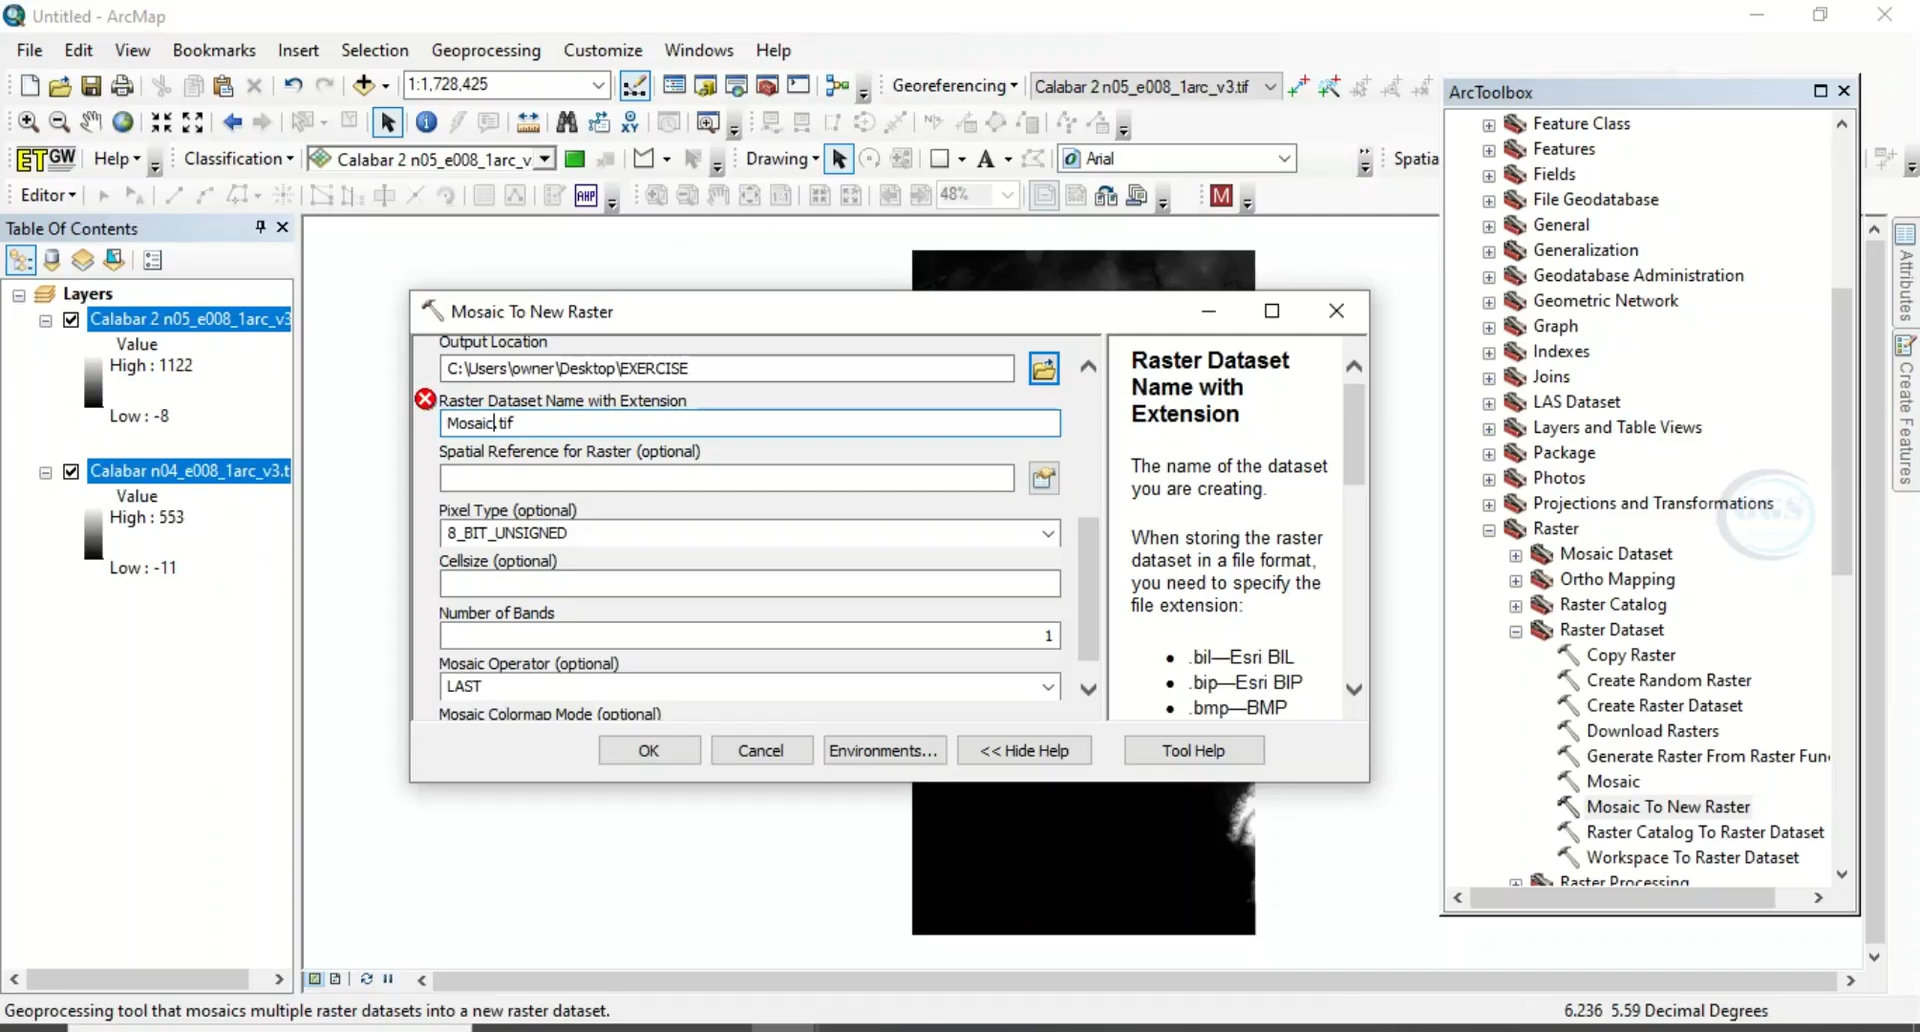 Untitled - ArcMap
File Edit View Bookmarks Insert Selection Geoprocessing Customize Windows Help
1:1,728,425
Georeferencing
Calabar 2 n05_e008_1arc_v3.tif
XY
ETGW
Help
Classification
Calabar 2 n05_e008_1arc_v
Drawing
A
Arial
Spatia
Editor
AHP
48%
M
Table Of Contents
Layers
Calabar 2 n05_e008_1arc_v3
Value
High : 1122
Low : -8
Calabar n04_e008_1arc_v3.t
Value
High : 553
Low : -11
Mosaic To New Raster
Output Location
C:\Users\owner\Desktop\EXERCISE
Raster Dataset Name with Extension
Mosaic.tif
Spatial Reference for Raster (optional)
Pixel Type (optional)
8_BIT_UNSIGNED
Cellsize (optional)
Number of Bands
1
Mosaic Operator (optional)
LAST
Mosaic Colormap Mode (optional)
OK
Cancel
Environments...
<< Hide Help
Tool Help
Raster Dataset
Name with
Extension
The name of the dataset
you are creating.
When storing the raster
dataset in a file format,
you need to specify the
file extension:
• .bil—Esri BIL
• .bip—Esri BIP
• .bmp—BMP
ArcToolbox
Feature Class
Features
Fields
File Geodatabase
General
Generalization
Geodatabase Administration
Geometric Network
Graph
Indexes
Joins
LAS Dataset
Layers and Table Views
Package
Photos
Projections and Transformations
Raster
Mosaic Dataset
Ortho Mapping
Raster Catalog
Raster Dataset
Copy Raster
Create Random Raster
Create Raster Dataset
Download Rasters
Generate Raster From Raster Fun
Mosaic
Mosaic To New Raster
Raster Catalog To Raster Dataset
Workspace To Raster Dataset
Raster Processing
Attributes
Create Features
Geoprocessing tool that mosaics multiple raster datasets into a new raster dataset.
6.236 5.59 Decimal Degrees